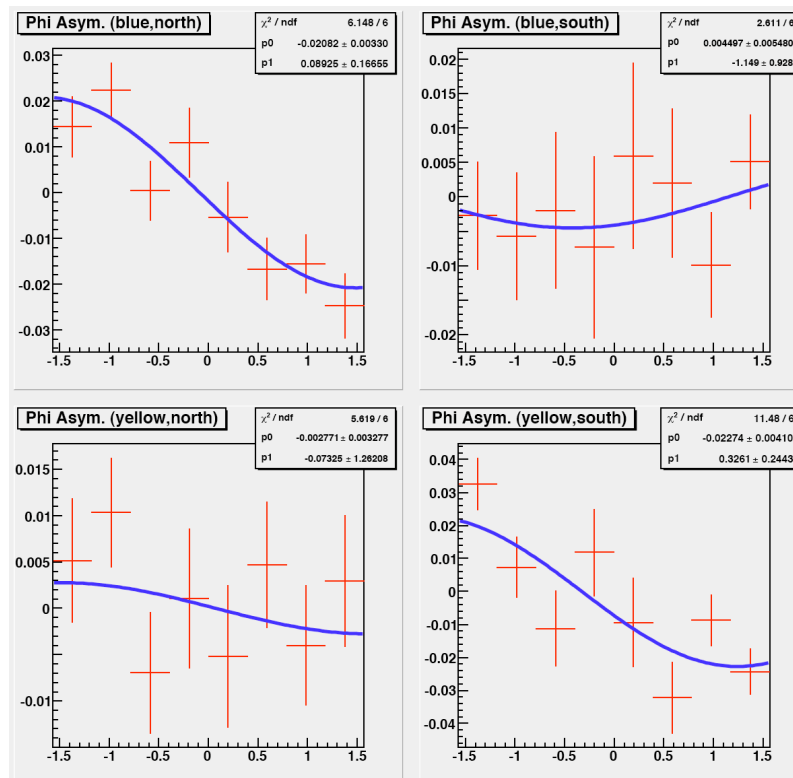 Phi Asym. (blue,north)
χ² / ndf 6.148 / 6
p0 -0.02082 ± 0.00330
p1 0.08925 ± 0.16655
0.03
0.02
0.01
0
-0.01
-0.02
-0.03
-1.5 -1 -0.5 0 0.5 1 1.5
Phi Asym. (blue,south)
χ² / ndf 2.611 / 6
p0 0.004497 ± 0.005480
p1 -1.149 ± 0.928
0.02
0.015
0.01
0.005
0
-0.005
-0.01
-0.02
-1.5 -1 -0.5 0 0.5 1 1.5
Phi Asym. (yellow,north)
χ² / ndf 5.619 / 6
p0 -0.002771 ± 0.003277
p1 -0.07325 ± 1.26208
0.015
0.01
0.005
0
-0.01
-1.5 -1 -0.5 0 0.5 1 1.5
Phi Asym. (yellow,south)
χ² / ndf 11.48 / 6
p0 -0.02274 ± 0.00410
p1 0.3261 ± 0.2443
0.04
0.03
0.02
0.01
0
-0.01
-0.02
-0.03
-0.04
-1.5 -1 -0.5 0 0.5 1 1.5